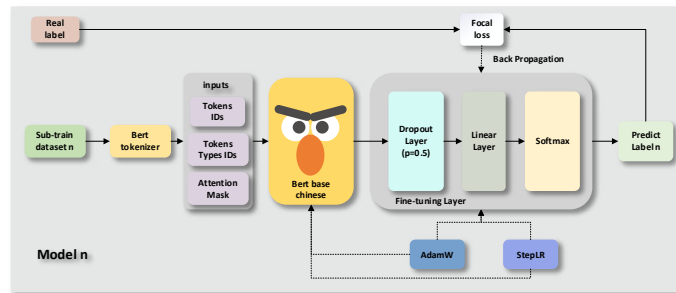 Real
label
Focal
loss
Back Propagation
inputs
Tokens
IDs
Tokens
Types IDs
Attention
Mask
Sub-train
dataset n
Bert
tokenizer
Bert base
chinese
Dropout
Layer
(p=0.5)
Linear
Layer
Softmax
Fine-tuning Layer
Predict
Label n
AdamW
StepLR
Model n